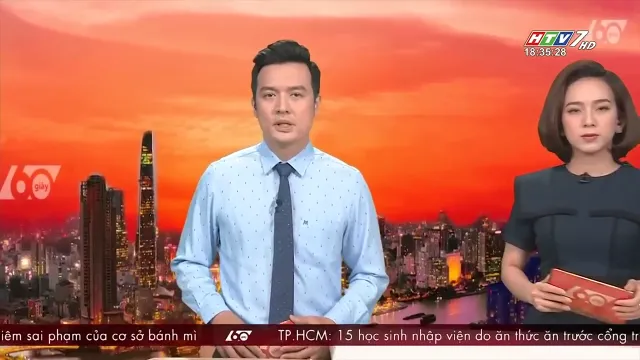 HTV7 HD
60
18:35:28
60 giây
iêm sai phạm của cơ sở bánh mì 60 TP.HCM: 15 học sinh nhập viện do ăn thức ăn trước cổng tr